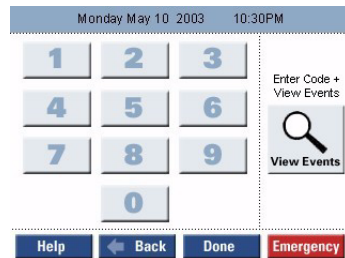 Monday May 10 2003 10:30PM
1 2 3
Enter Code +
View Events
4 5 6
7 8 9
View Events
0
Help Back Done Emergency